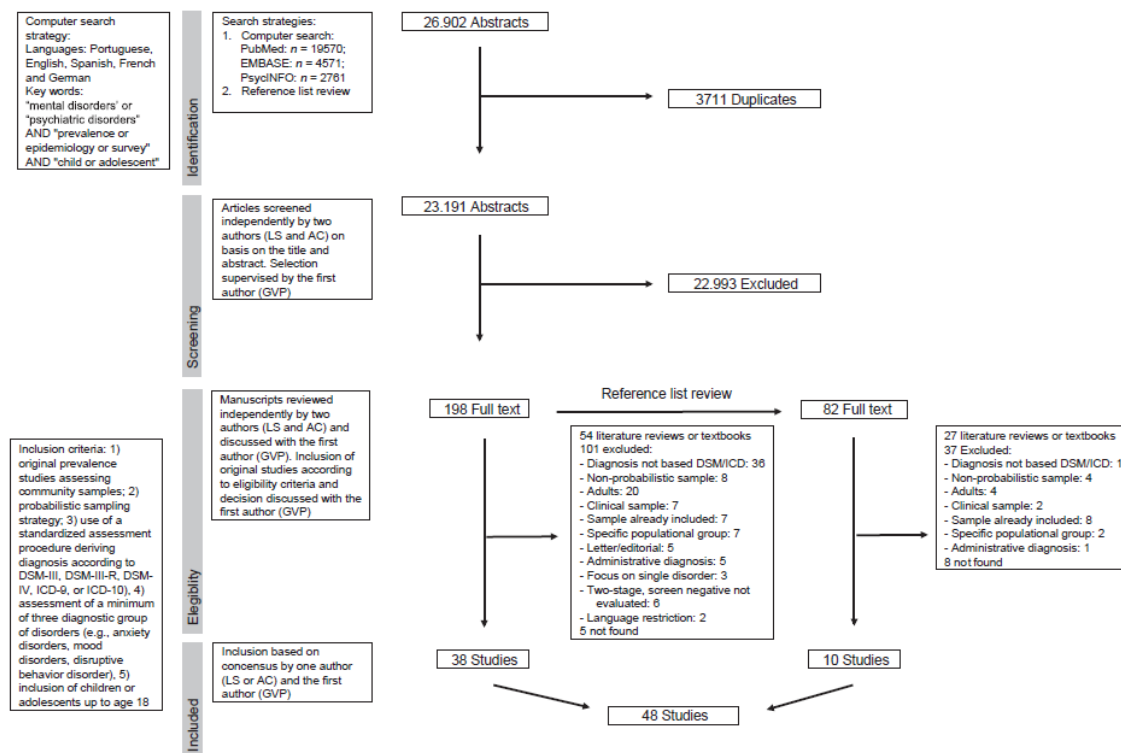 Computer search
strategy:
Languages: Portuguese,
English, Spanish, French
and German
Key words:
“mental disorders’ or
“psychiatric disorders”
AND "prevalence or
epidemiology or survey"
AND "child or adolescent"
Identification
Search strategies:
1. Computer search:
PubMed: n = 19570;
EMBASE: n = 4571;
PsycINFO: n = 2761
2. Reference list review
26.902 Abstracts
3711 Duplicates
Screening
Articles screened
independently by two
authors (LS and AC) on
basis on the title and
abstract. Selection
supervised by the first
author (GVP)
23.191 Abstracts
22.993 Excluded
Inclusion criteria: 1)
original prevalence
studies assessing
community samples; 2)
probabilistic sampling
strategy; 3) use of a
standardized assessment
procedure deriving
diagnosis according to
DSM-III, DSM-III-R, DSM-
IV, ICD-9, or ICD-10), 4)
assessment of a minimum
of three diagnostic group
of disorders (e.g., anxiety
disorders, mood
disorders, disruptive
behavior disorder), 5)
inclusion of children or
adolescents up to age 18
Elegiblity
Manuscripts reviewed
independently by two
authors (LS and AC) and
discussed with the first
author (GVP). Inclusion of
original studies according
to eligibility criteria and
decision discussed with the
first author (GVP)
198 Full text
Reference list review
82 Full text
54 literature reviews or textbooks
101 excluded:
- Diagnosis not based DSM/ICD: 36
- Non-probabilistic sample: 8
- Adults: 20
- Clinical sample: 7
- Sample already included: 7
- Specific populational group: 7
- Letter/editorial: 5
- Administrative diagnosis: 5
- Focus on single disorder: 3
- Two-stage, screen negative not
evaluated: 6
- Language restriction: 2
5 not found
27 literature reviews or textbooks
37 Excluded:
- Diagnosis not based DSM/ICD: 1
- Non-probabilistic sample: 4
- Adults: 4
- Clinical sample: 2
- Sample already included: 8
- Specific populational group: 2
- Administrative diagnosis: 1
8 not found
Included
Inclusion based on
consensus by one author
(LS or AC) and the first
author (GVP)
38 Studies
10 Studies
48 Studies